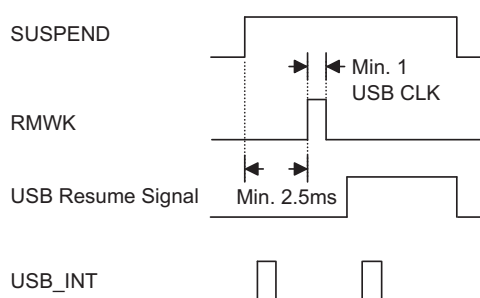 SUSPEND
Min. 1
USB CLK
RMWK
USB Resume Signal
Min. 2.5ms
USB_INT